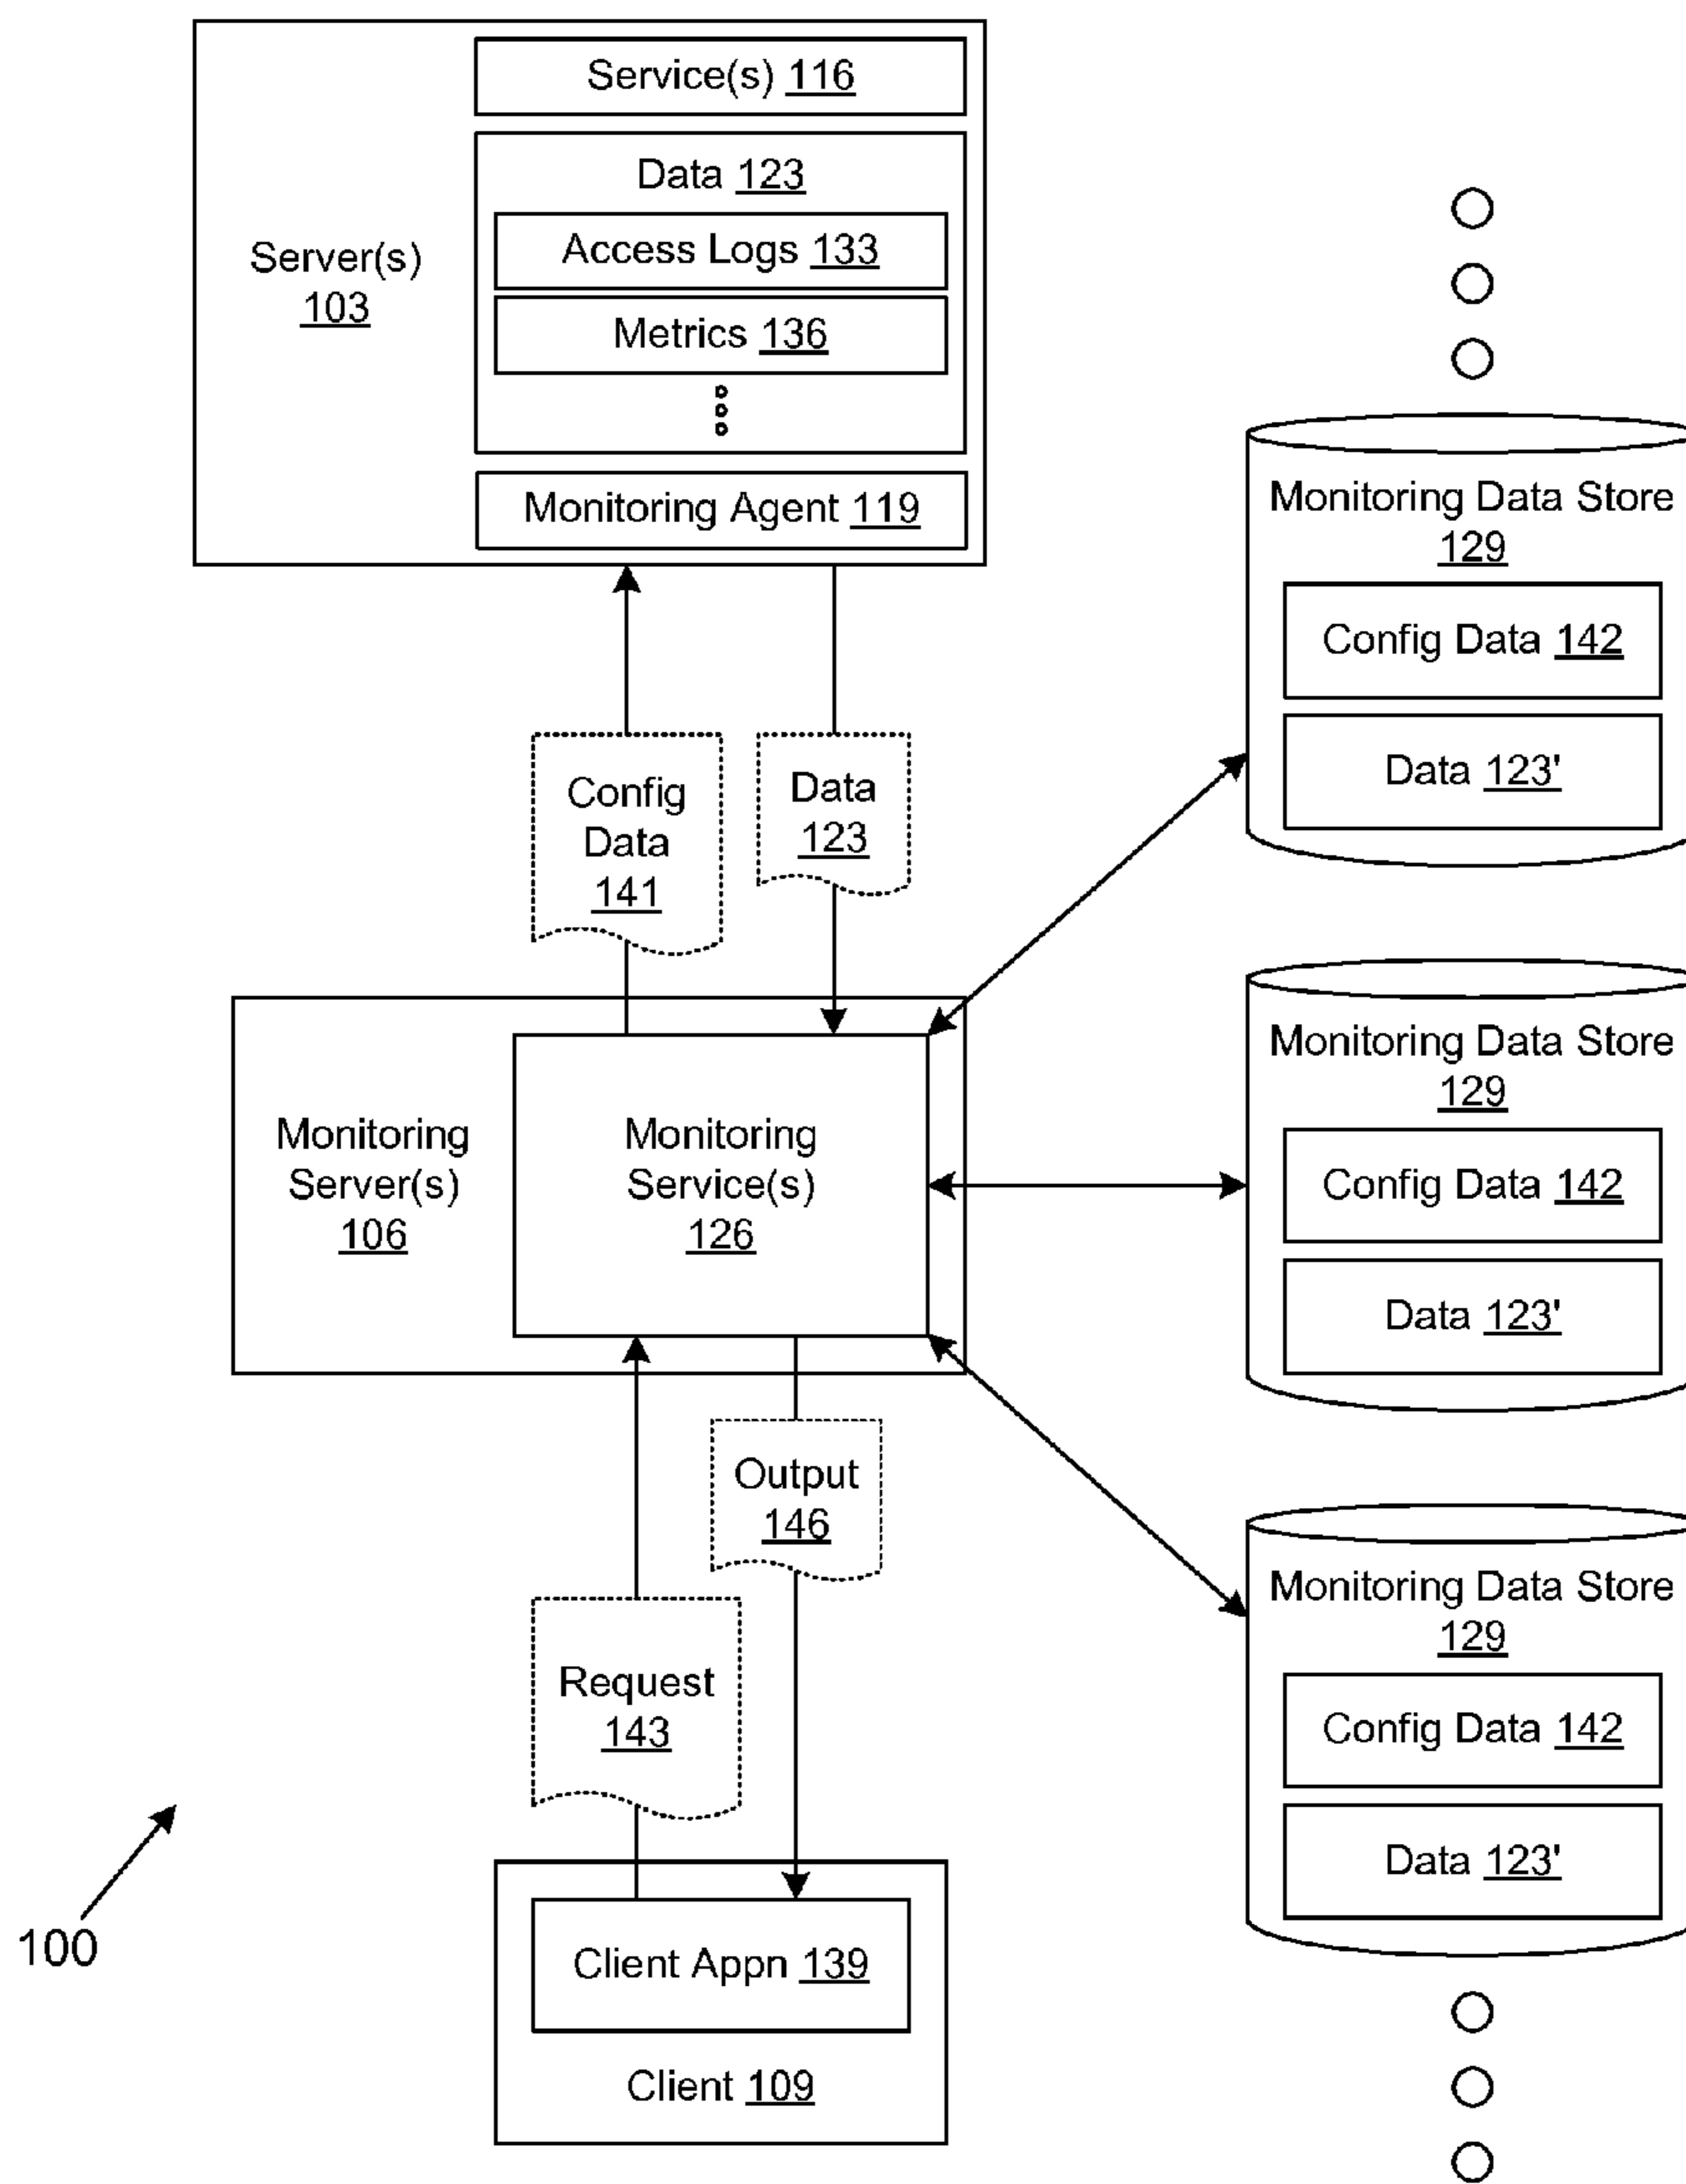 Service(s) 116
Data 123
Access Logs 133
Server(s)
103
Metrics 136
Monitoring Agent 119
Config
Data
141
Data
123
Monitoring
Server(s)
106
Monitoring
Service(s)
126
Output
146
Request
143
Client Appn 139
Client 109
100
Monitoring Data Store
129
Config Data 142
Data 123'
Monitoring Data Store
129
Config Data 142
Data 123'
Monitoring Data Store
129
Config Data 142
Data 123'